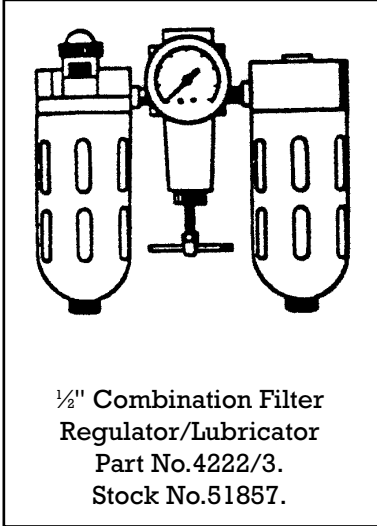 ½" Combination Filter
Regulator/Lubricator
Part No.4222/3.
Stock No.51857.